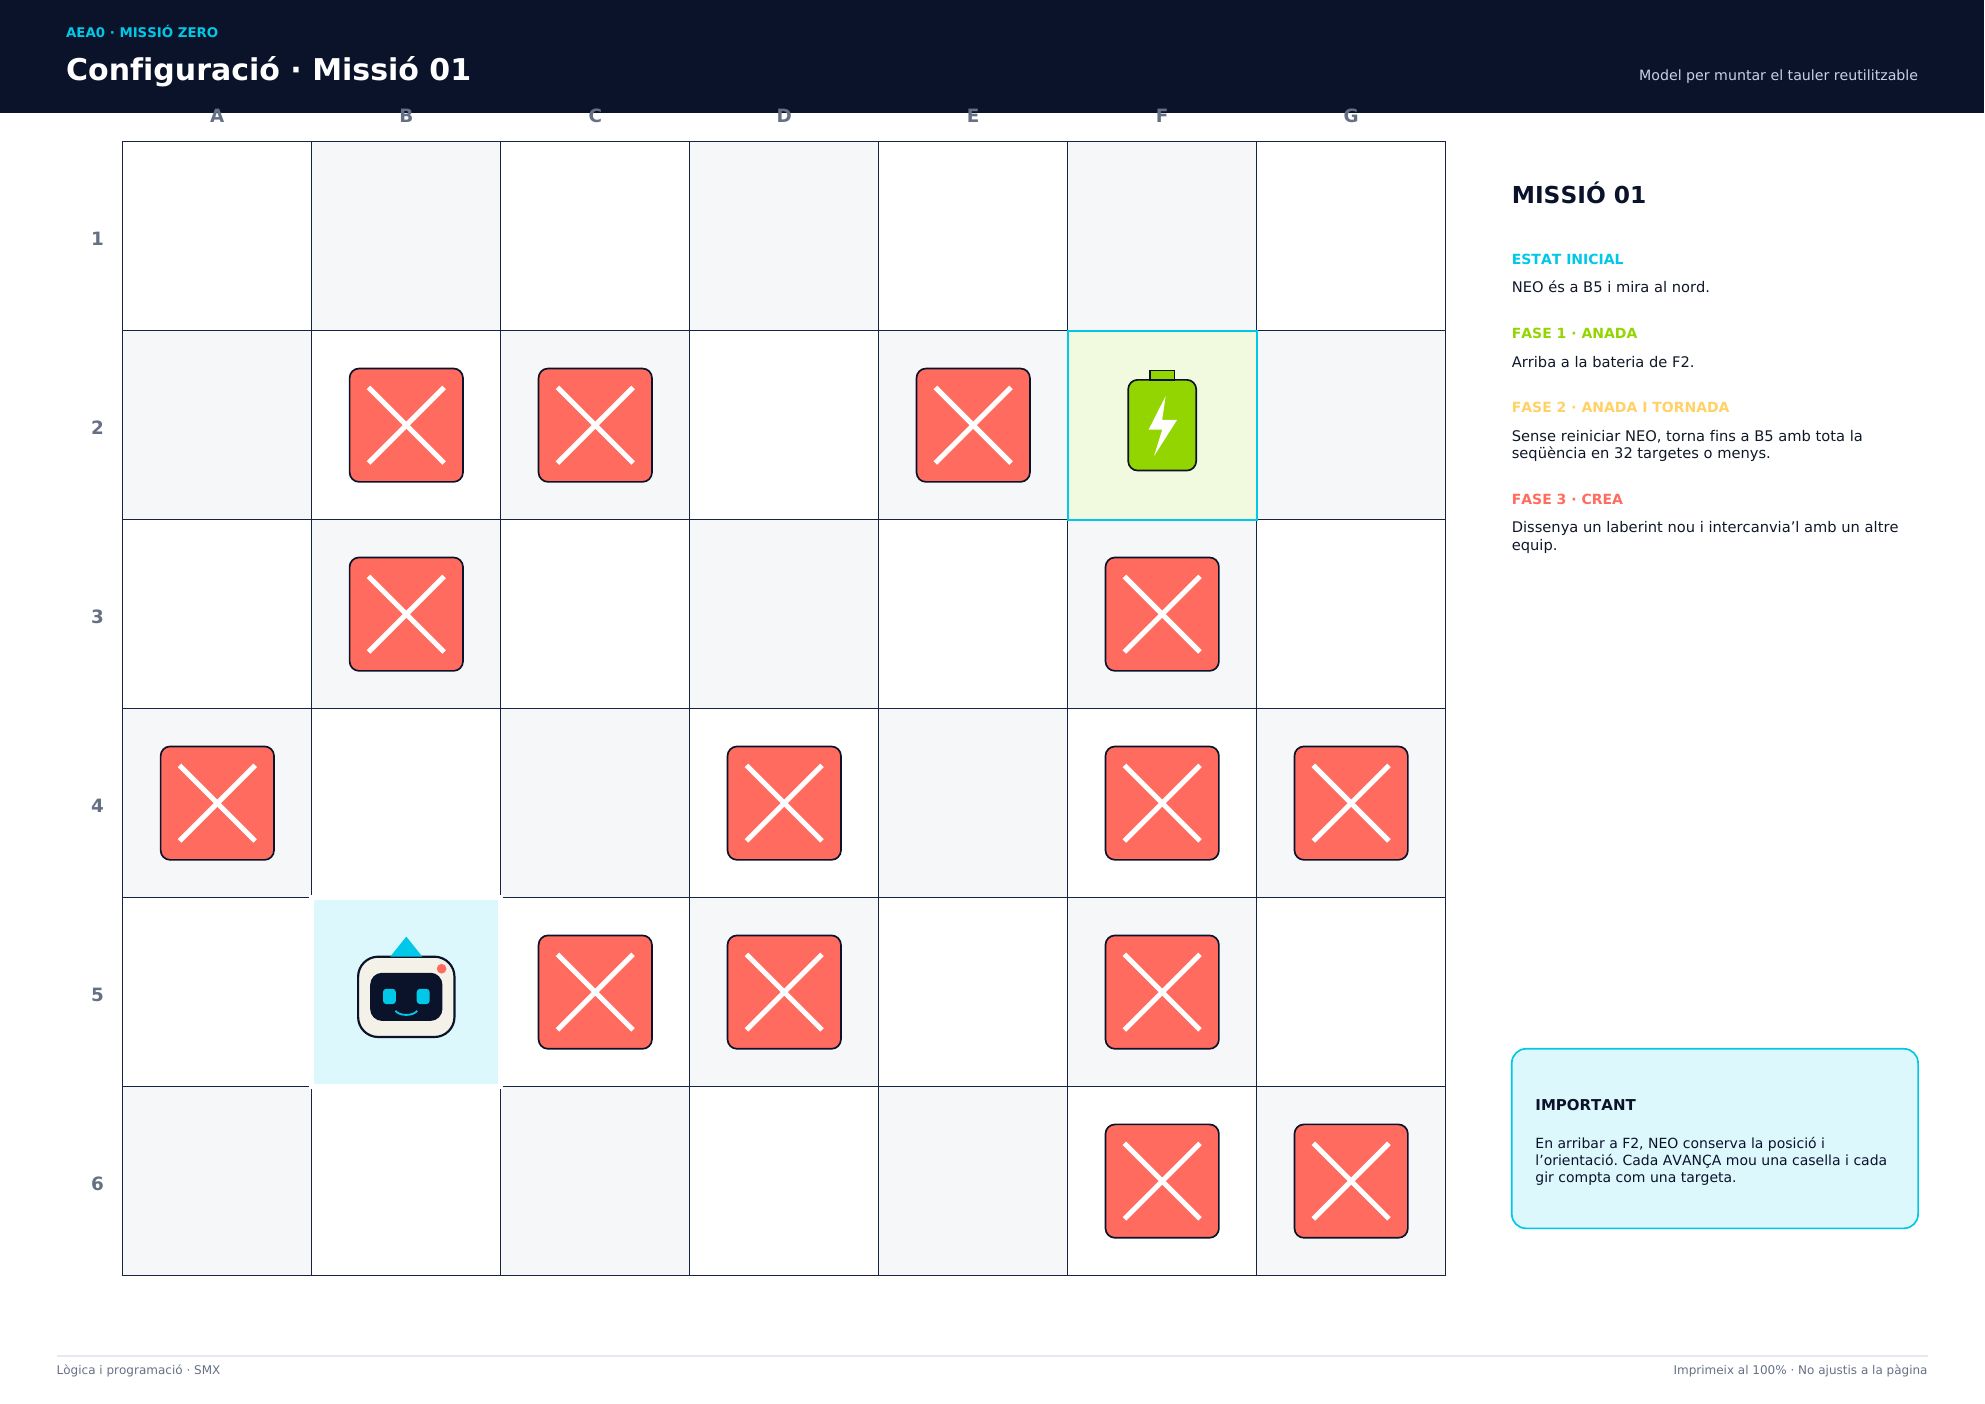 AEA0 · MISSIÓ ZERO
Configuració · Missió 01
Model per muntar el tauler reutilitzable
A B C D E F G
1
2
3
4
5
6
MISSIÓ 01
ESTAT INICIAL
NEO és a B5 i mira al nord.
FASE 1 · ANADA
Arriba a la bateria de F2.
FASE 2 · ANADA I TORNADA
Sense reiniciar NEO, torna fins a B5 amb tota la
seqüència en 32 targetes o menys.
FASE 3 · CREA
Dissenya un laberint nou i intercanvia’l amb un altre
equip.
IMPORTANT
En arribar a F2, NEO conserva la posició i
l’orientació. Cada AVANÇA mou una casella i cada
gir compta com una targeta.
Lògica i programació · SMX
Imprimeix al 100% · No ajustis a la pàgina